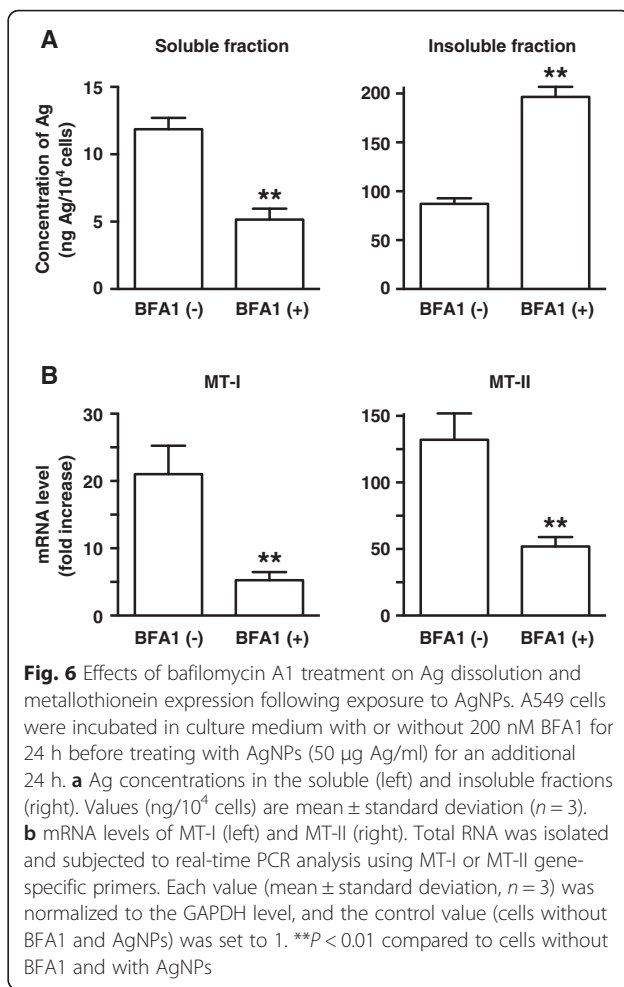 A
Soluble fraction
Insoluble fraction
Concentration of Ag
(ng Ag/10⁴ cells)
15
10
5
0
BFA1 (-)
BFA1 (+)
**
200
150
100
50
0
BFA1 (-)
BFA1 (+)
**
B
MT-I
MT-II
mRNA level
(fold increase)
30
20
10
0
BFA1 (-)
BFA1 (+)
**
150
100
50
0
BFA1 (-)
BFA1 (+)
**
Fig. 6 Effects of bafilomycin A1 treatment on Ag dissolution and
metallothionein expression following exposure to AgNPs. A549 cells
were incubated in culture medium with or without 200 nM BFA1 for
24 h before treating with AgNPs (50 μg Ag/ml) for an additional
24 h. a Ag concentrations in the soluble (left) and insoluble fractions
(right). Values (ng/10⁴ cells) are mean ± standard deviation (n = 3).
b mRNA levels of MT-I (left) and MT-II (right). Total RNA was isolated
and subjected to real-time PCR analysis using MT-I or MT-II gene-
specific primers. Each value (mean ± standard deviation, n = 3) was
normalized to the GAPDH level, and the control value (cells without
BFA1 and AgNPs) was set to 1. **P < 0.01 compared to cells without
BFA1 and with AgNPs